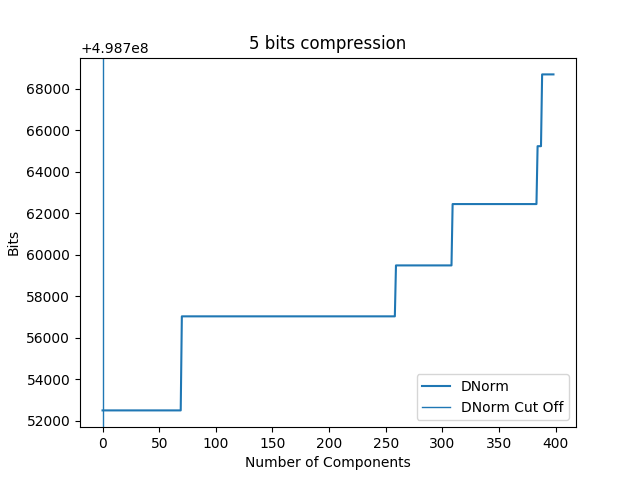 5 bits compression
+4.987e8
68000
66000
64000
62000
60000
58000
56000
54000
52000
Bits
DNorm
DNorm Cut Off
0 50 100 150 200 250 300 350 400
Number of Components